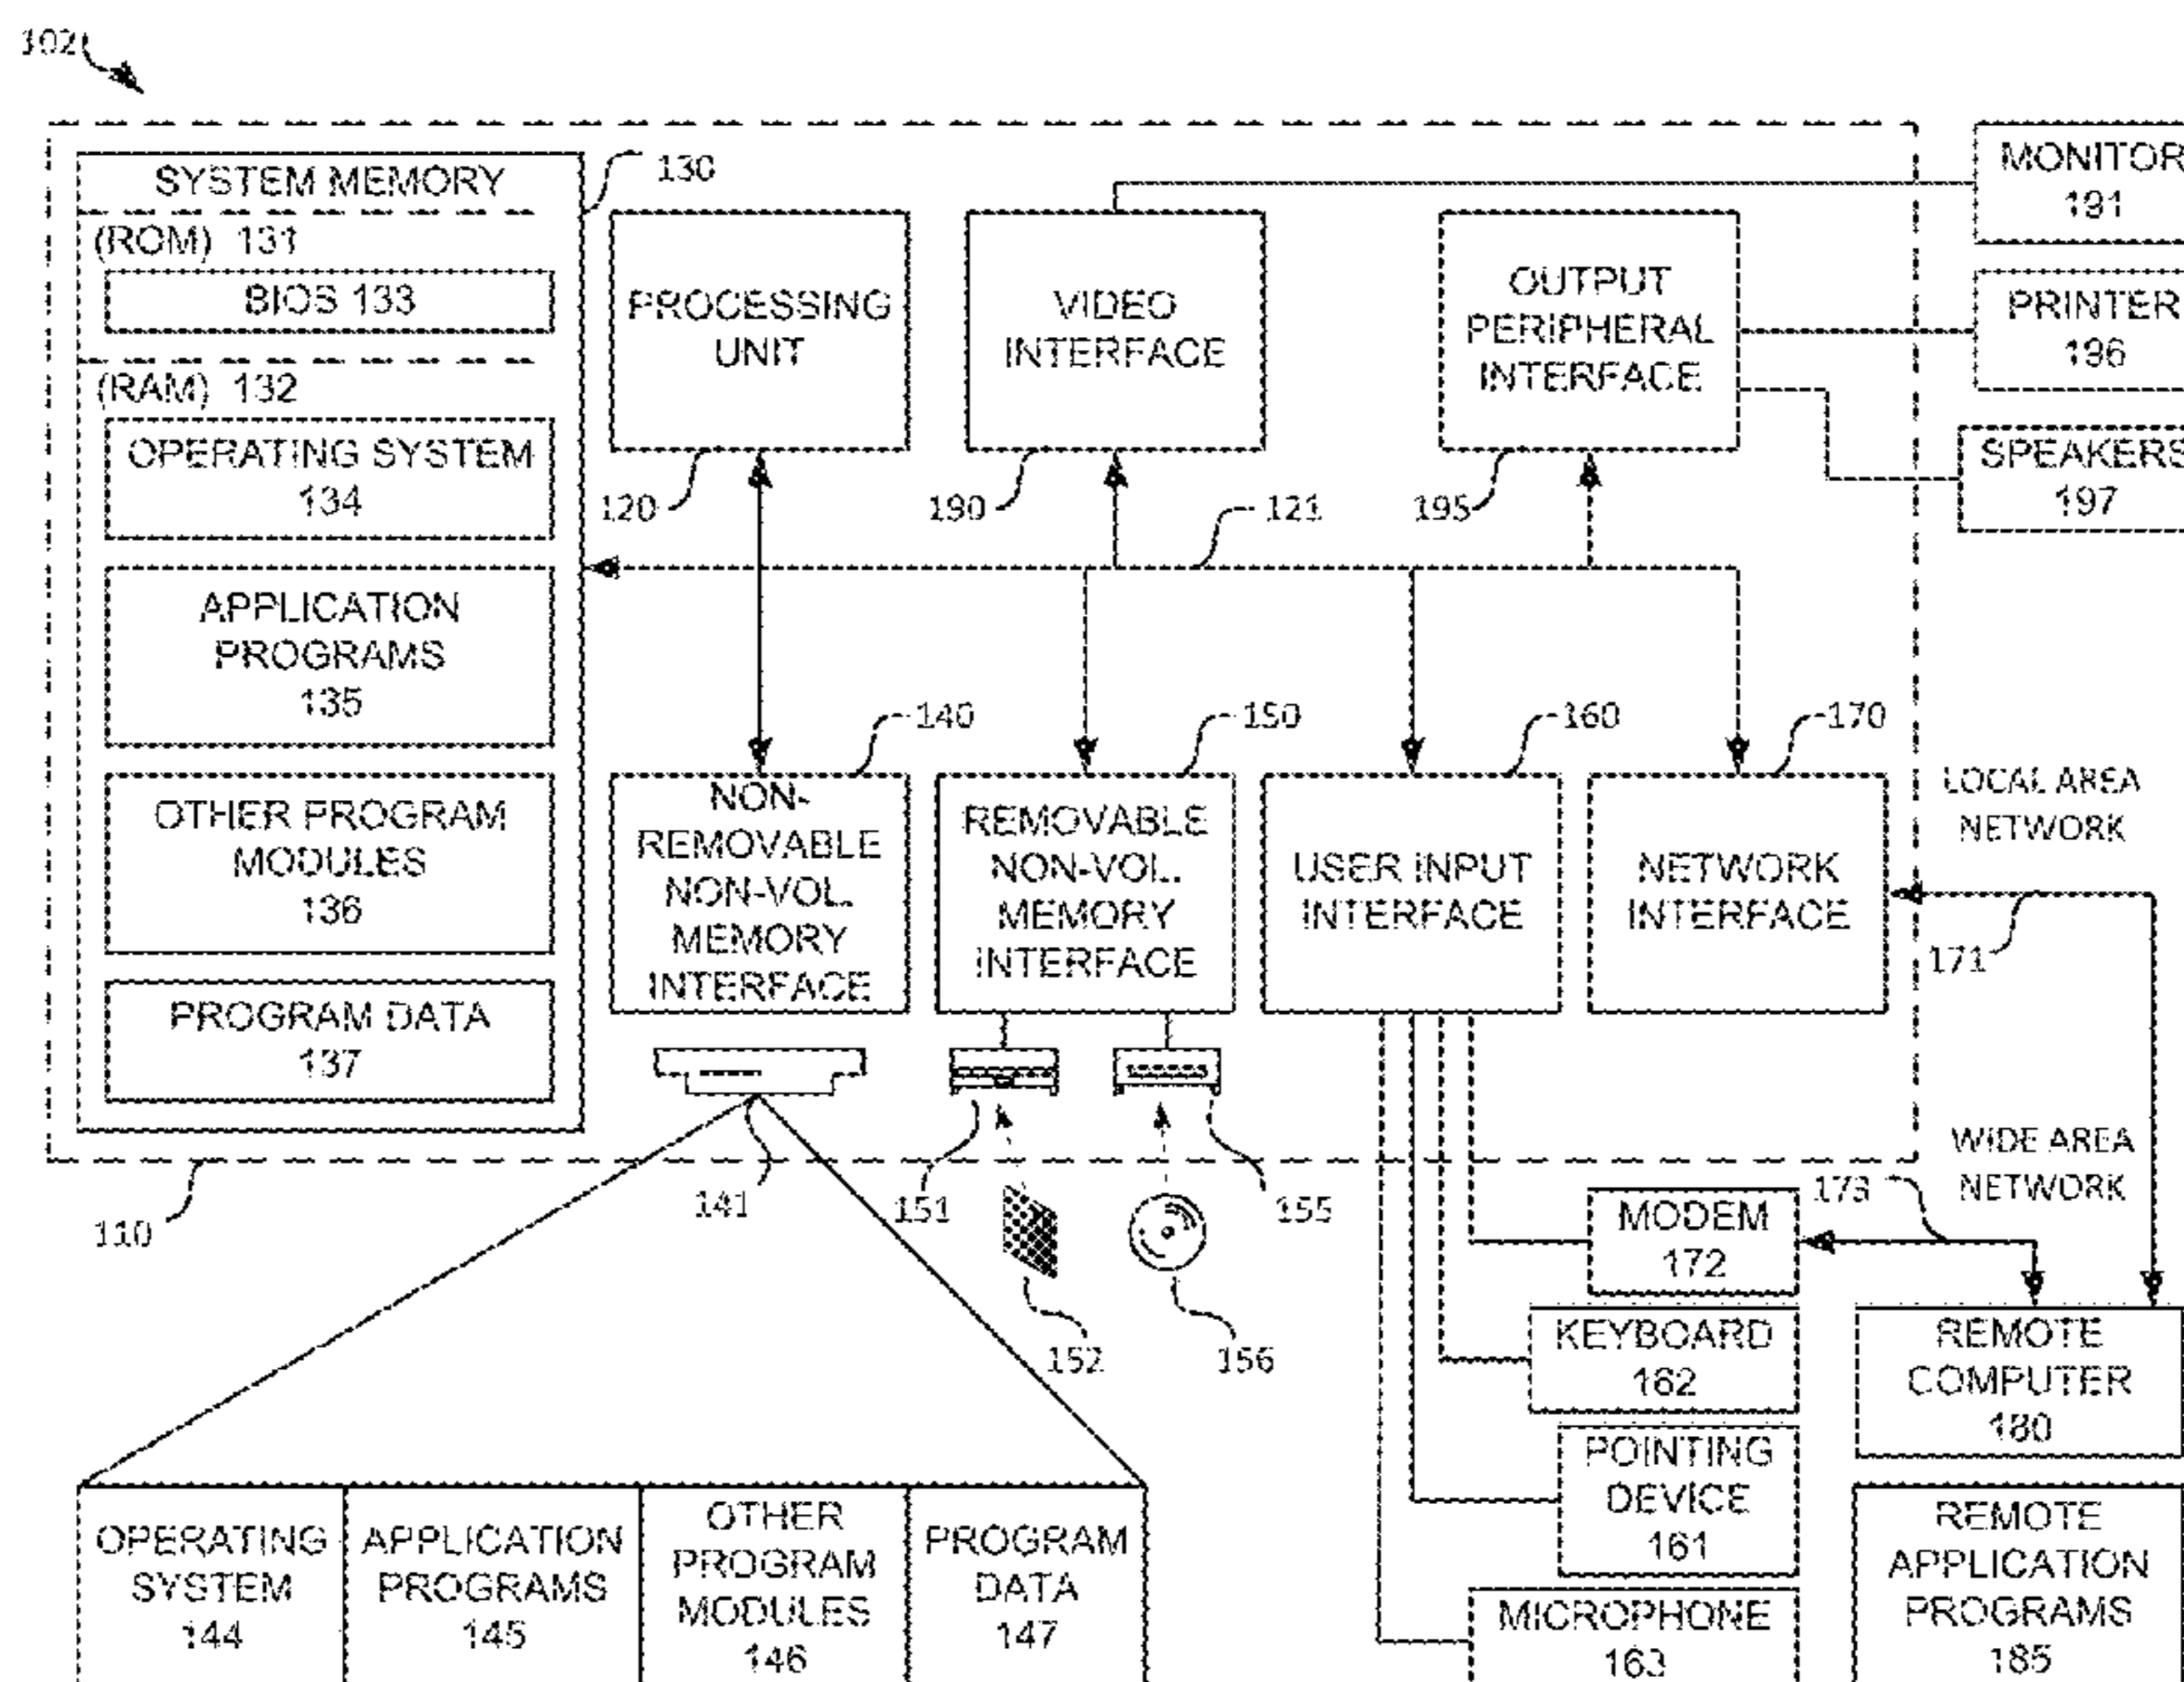 102
SYSTEM MEMORY
130
(ROM) 131
BIOS 133
(RAM) 132
OPERATING SYSTEM
134
APPLICATION
PROGRAMS
135
OTHER PROGRAM
MODULES
136
PROGRAM DATA
137
PROCESSING
UNIT
120
VIDEO
INTERFACE
190
121
OUTPUT
PERIPHERAL
INTERFACE
195
MONITOR
191
PRINTER
196
SPEAKERS
197
140
NON-
REMOVABLE
NON-VOL.
MEMORY
INTERFACE
150
REMOVABLE
NON-VOL.
MEMORY
INTERFACE
160
USER INPUT
INTERFACE
170
NETWORK
INTERFACE
LOCAL AREA
NETWORK
171
WIDE AREA
NETWORK
173
110
141
151
155
152
156
MODEM
172
KEYBOARD
162
POINTING
DEVICE
161
MICROPHONE
163
REMOTE
COMPUTER
180
REMOTE
APPLICATION
PROGRAMS
185
OPERATING
SYSTEM
144
APPLICATION
PROGRAMS
145
OTHER
PROGRAM
MODULES
146
PROGRAM
DATA
147